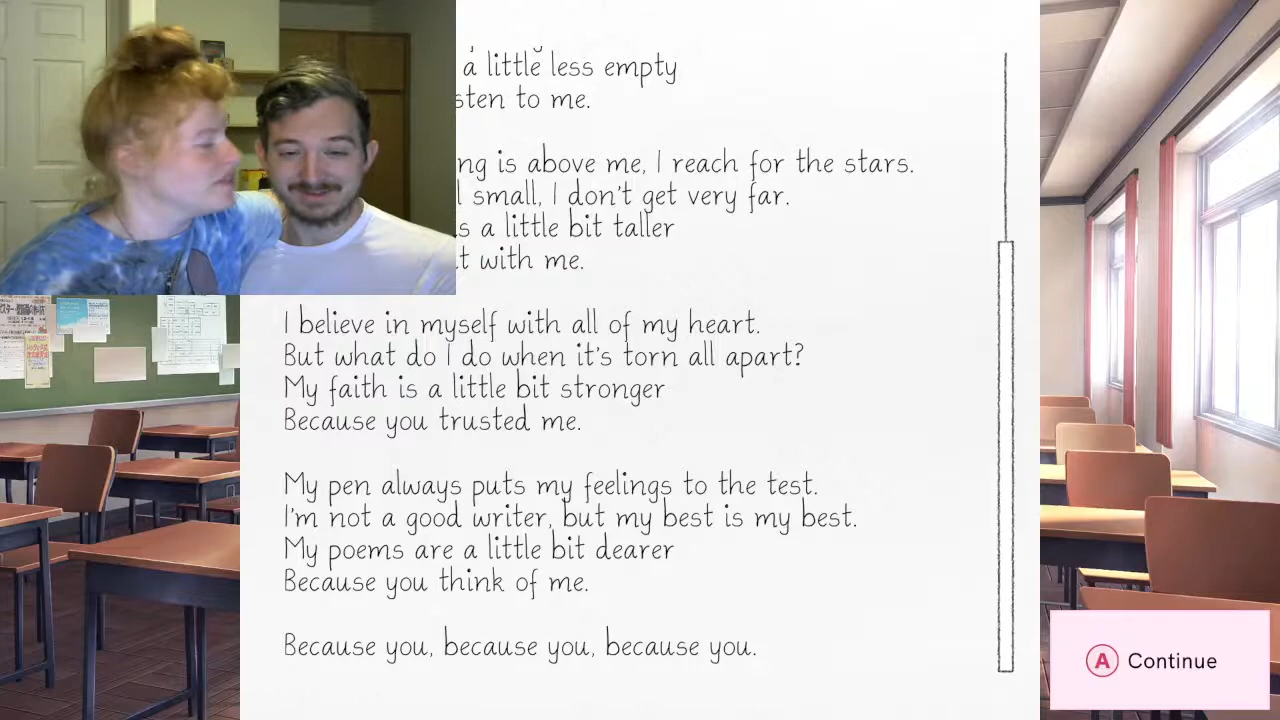 a little less empty
sten to me.
ng is above me, I reach for the stars.
l small, I don't get very far.
s a little bit taller
t with me.
I believe in myself with all of my heart.
But what do I do when it's torn all apart?
My faith is a little bit stronger
Because you trusted me.
My pen always puts my feelings to the test.
I'm not a good writer, but my best is my best.
My poems are a little bit dearer
Because you think of me.
Because you, because you, because you.
A Continue